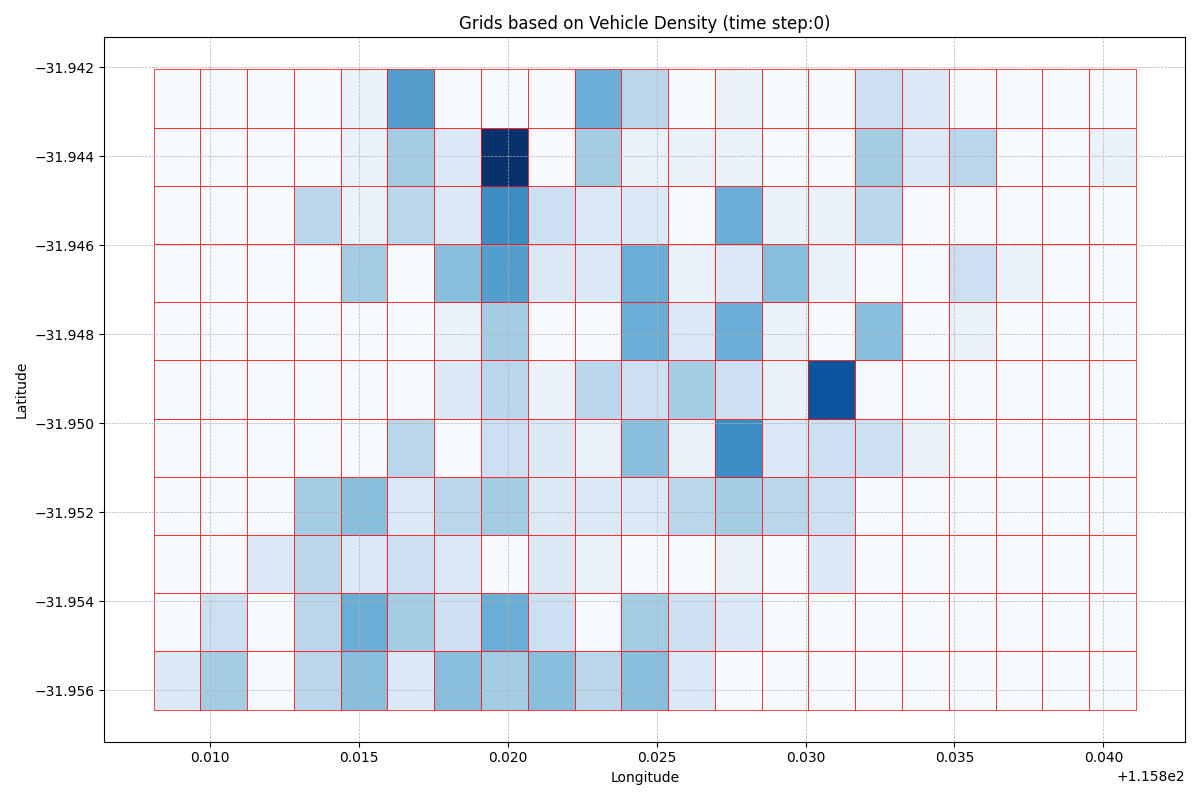 Grids based on Vehicle Density (time step:0)
−31.942
−31.944
−31.946
−31.948
−31.950
−31.952
−31.954
−31.956
Latitude
0.010 0.015 0.020 0.025 0.030 0.035 0.040
Longitude
+1.158e2